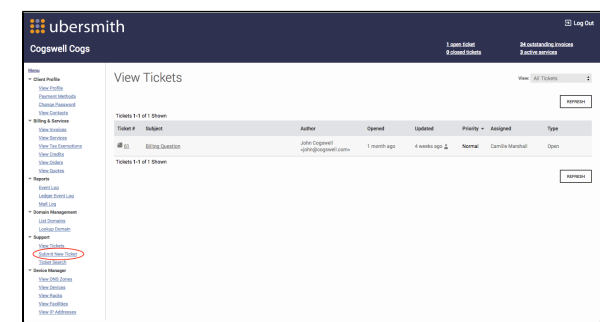 ubersmith
Log Out
Cogswell Cogs
1 open ticket
0 closed tickets
34 outstanding invoices
3 active services
Menu
Client Profile
View Profile
Payment Methods
Change Password
View Contacts
Billing & Services
View Invoices
View Services
View Tax Exemptions
View Credits
View Orders
View Quotes
Reports
Event Log
Ledger Event Log
Mail Log
Domain Management
List Domains
Lookup Domain
Support
View Tickets
Submit New Ticket
Ticket Search
Device Manager
View DNS Zones
View Devices
View Racks
View Facilities
View IP Addresses
View Tickets
View: All Tickets
REFRESH
Tickets 1-1 of 1 Shown
Ticket # Subject Author Opened Updated Priority Assigned Type
61 Billing Question John Cogswell <john@cogswell.com> 1 month ago 4 weeks ago Normal Camille Marshall Open
Tickets 1-1 of 1 Shown
REFRESH